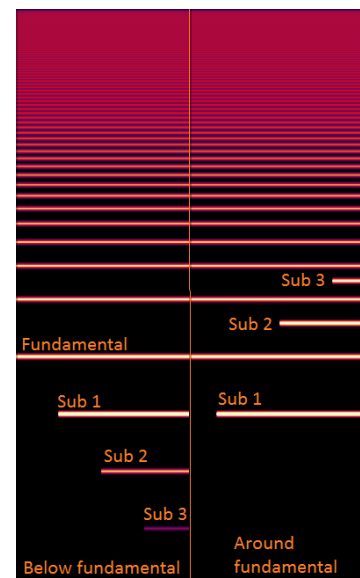 Sub 3
Sub 2
Fundamental
Sub 1
Sub 1
Sub 2
Sub 3
Below fundamental
Around
fundamental